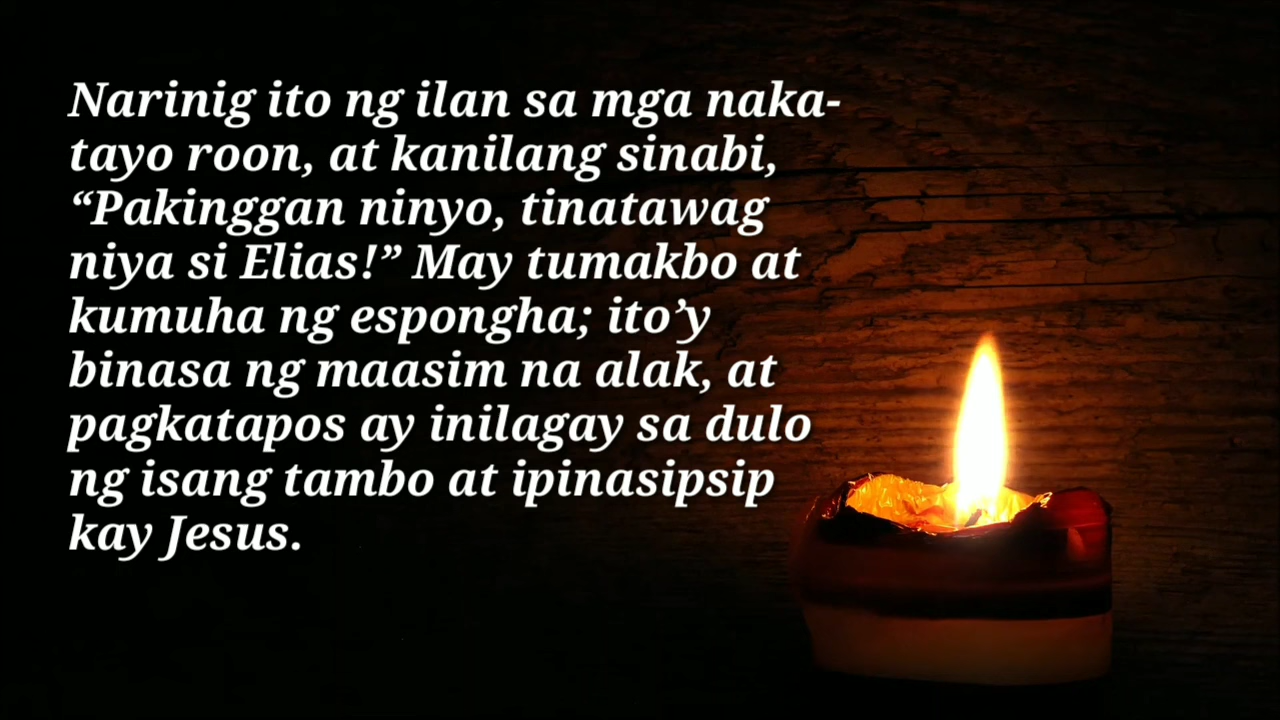 Narinig ito ng ilan sa mga naka-
tayo roon, at kanilang sinabi,
“Pakinggan ninyo, tinatawag
niya si Elias!” May tumakbo at
kumuha ng espongha; ito’y
binasa ng maasim na alak, at
pagkatapos ay inilagay sa dulo
ng isang tambo at ipinasipsip
kay Jesus.